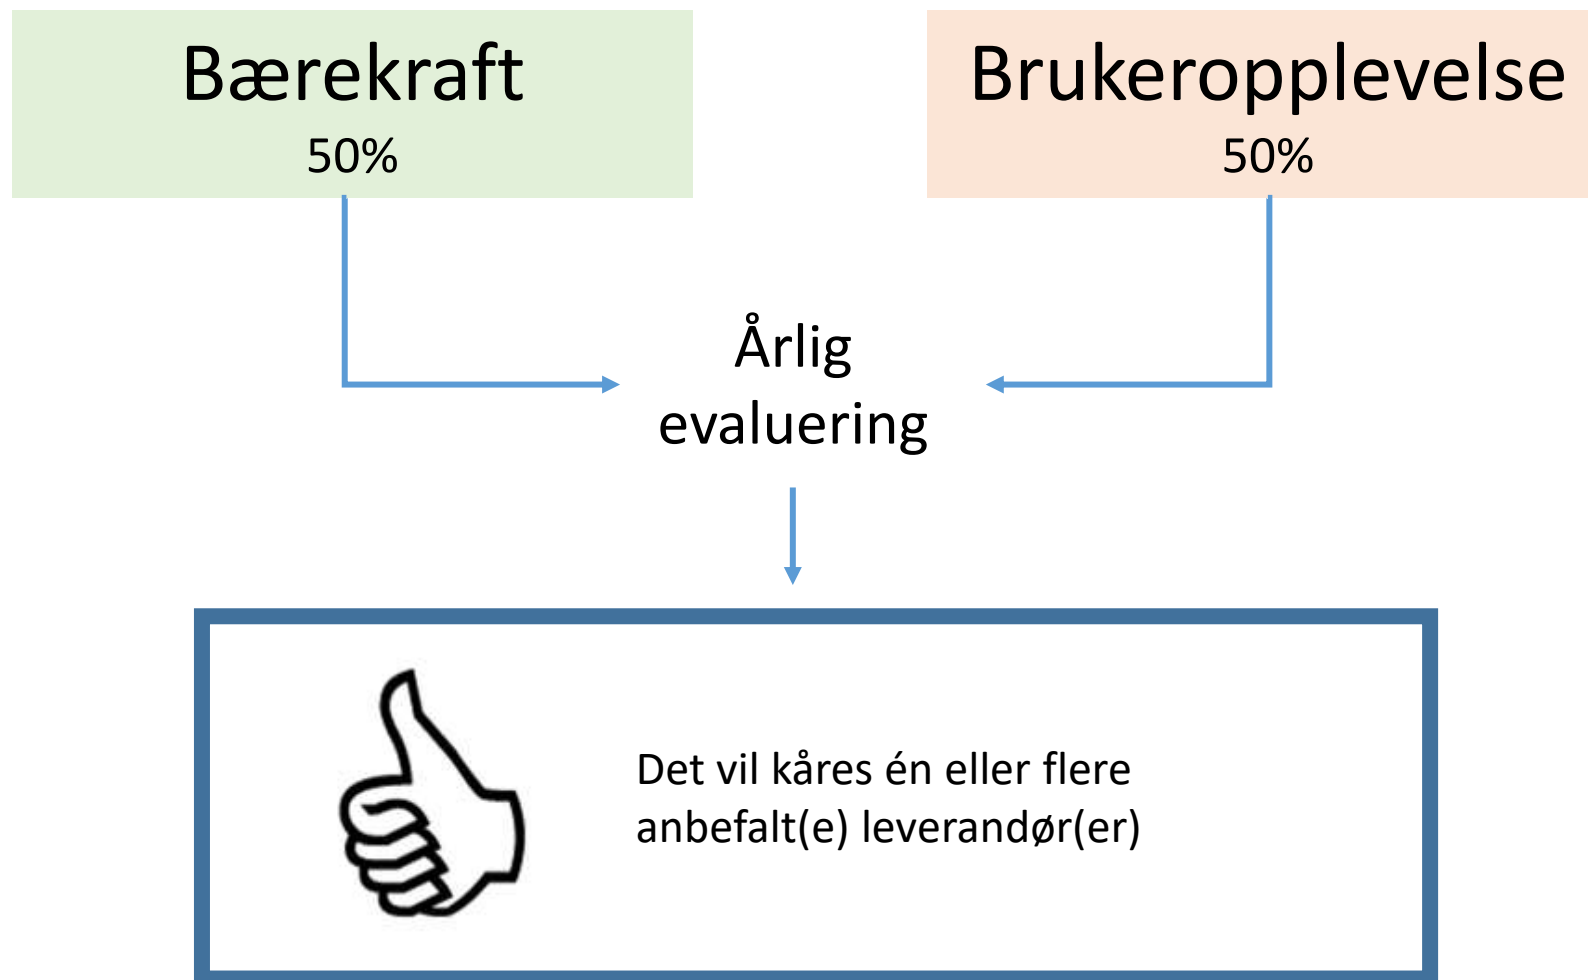 Bærekraft
50%
Brukeropplevelse
50%
Årlig
evaluering
Det vil kåres én eller flere
anbefalt(e) leverandør(er)